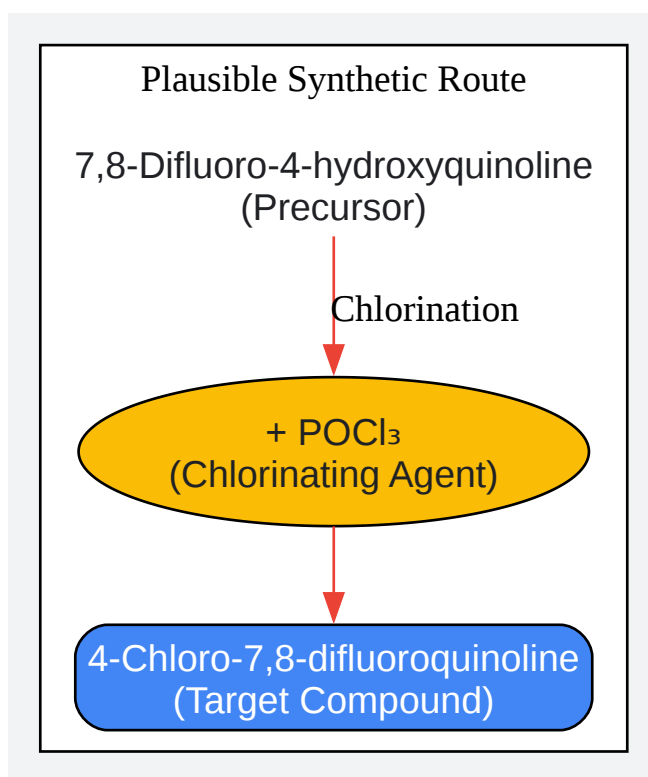 Plausible Synthetic Route
7,8-Difluoro-4-hydroxyquinoline
(Precursor)
Chlorination
+ POCl₃
(Chlorinating Agent)
4-Chloro-7,8-difluoroquinoline
(Target Compound)